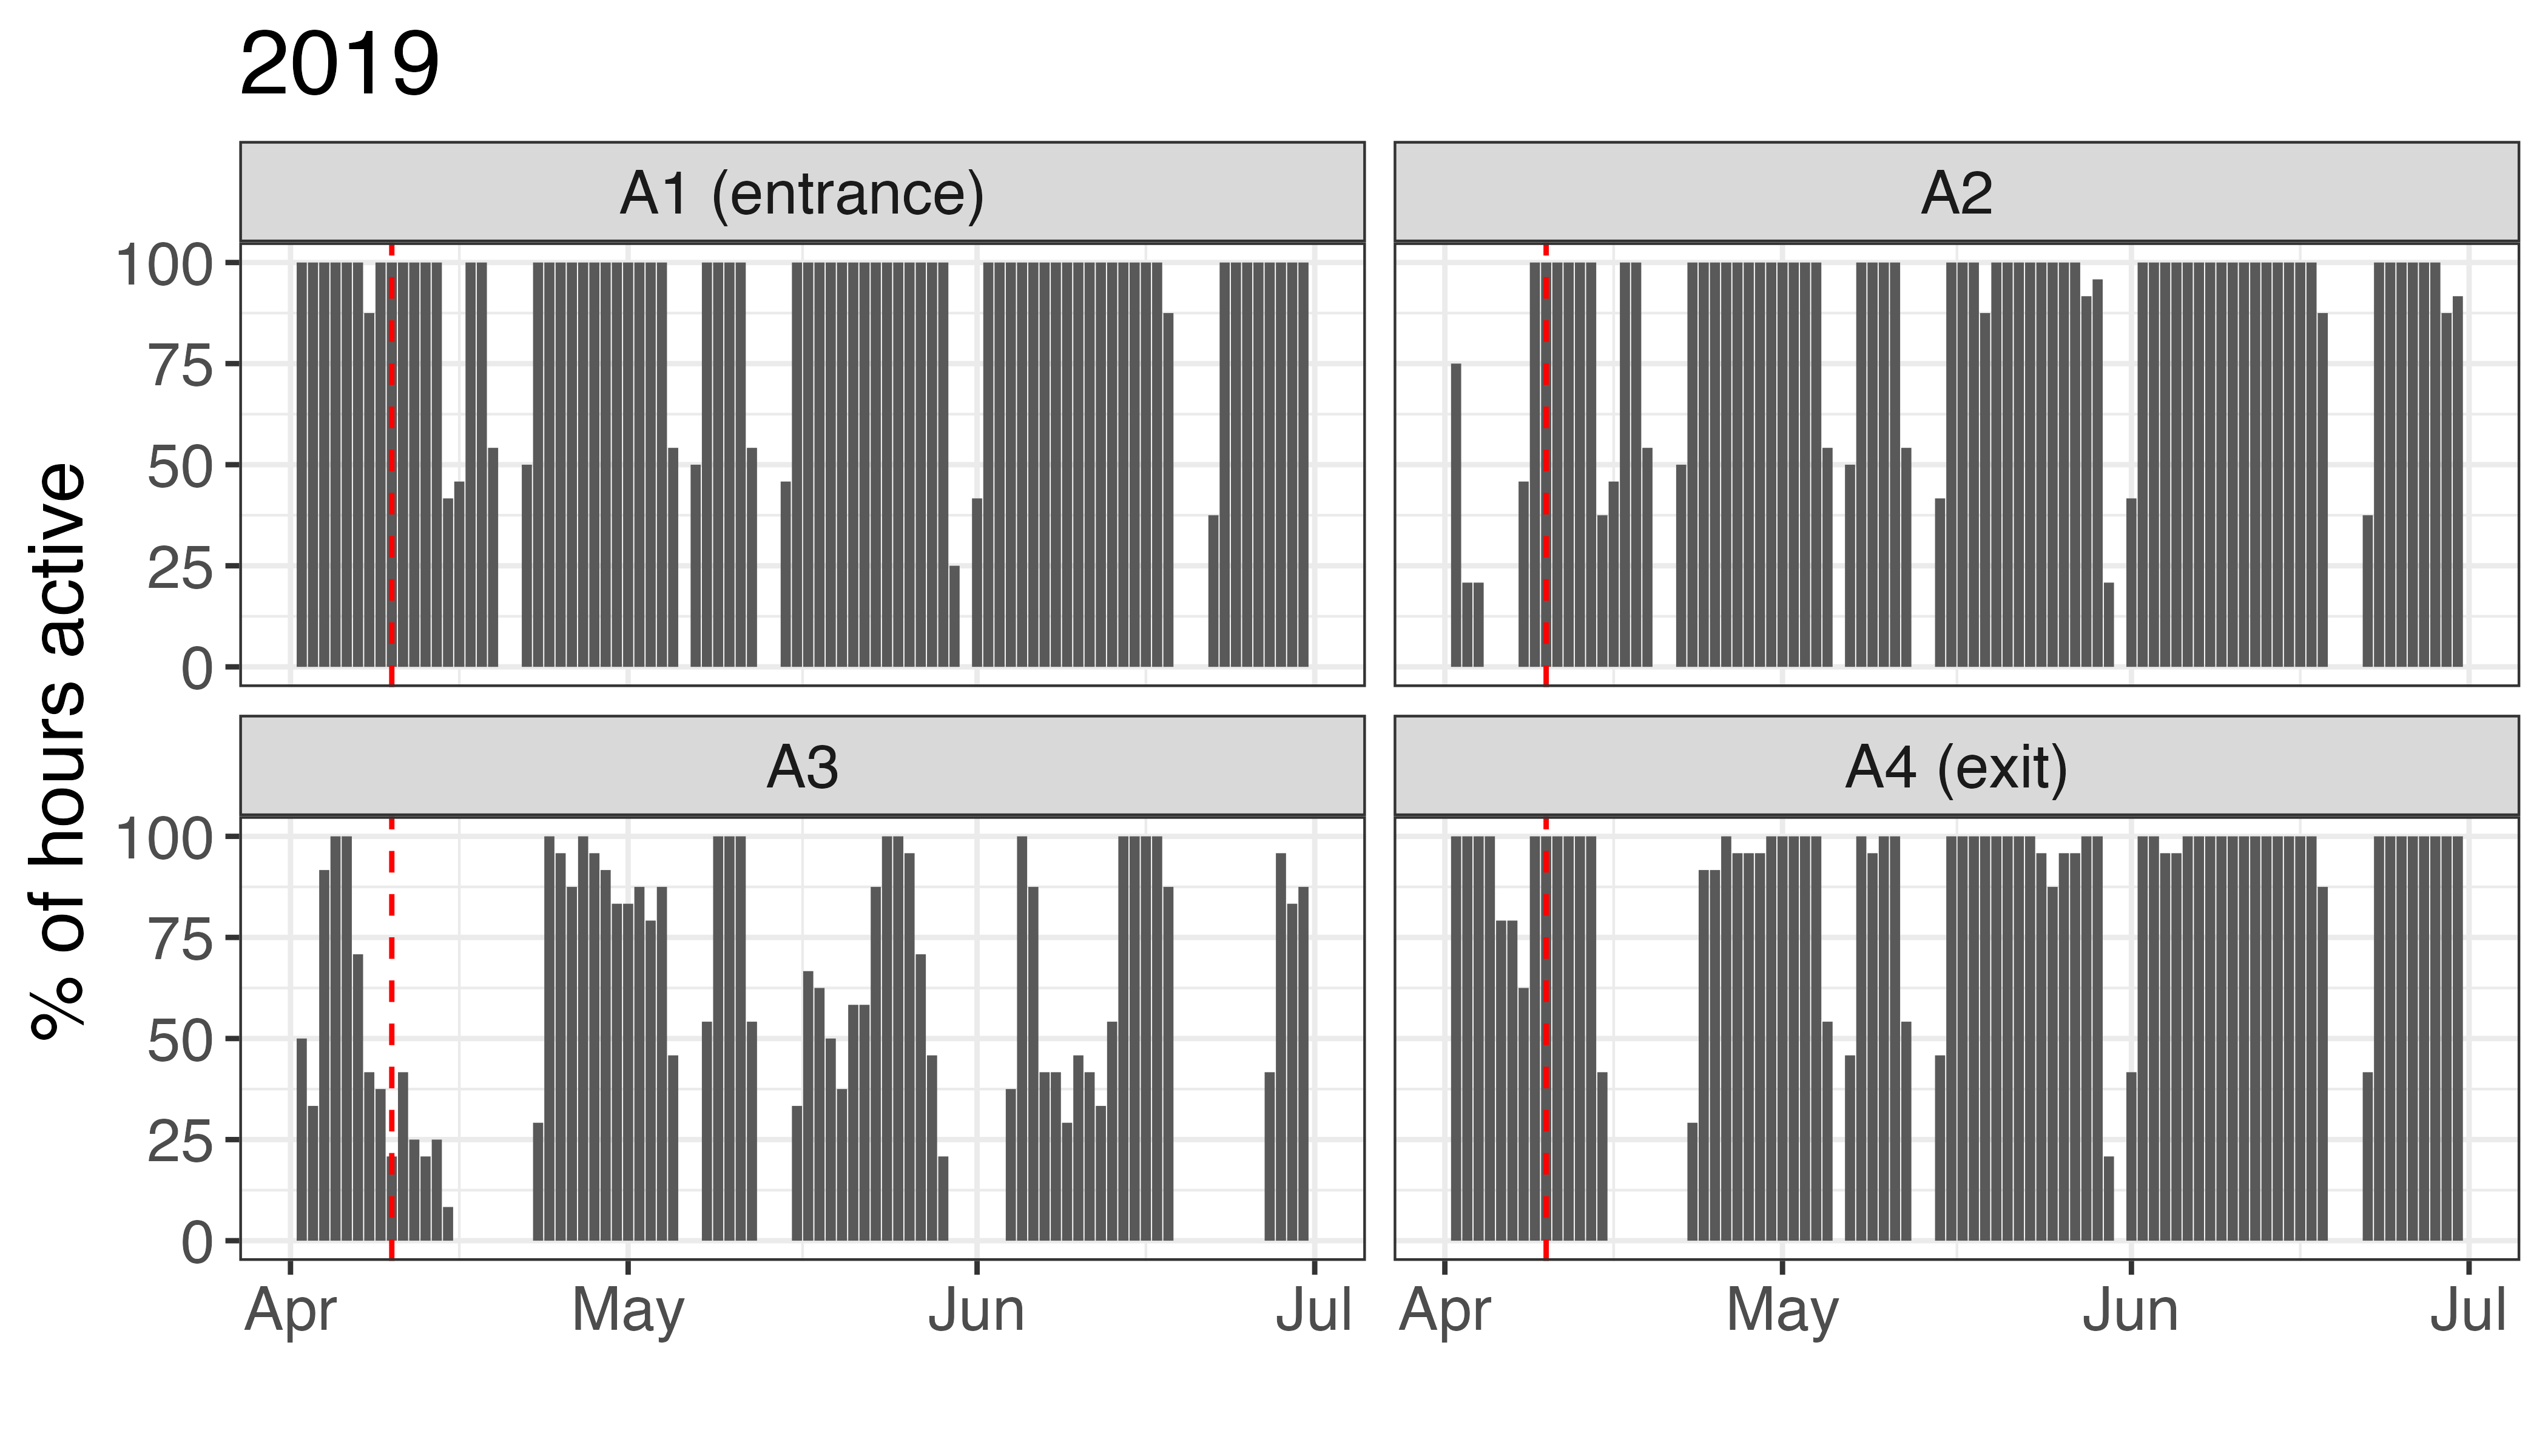 2019
A1 (entrance)
A2
100
75
50
25
0
A3
A4 (exit)
100
75
50
25
0
% of hours active
Apr May Jun Jul Apr May Jun Jul